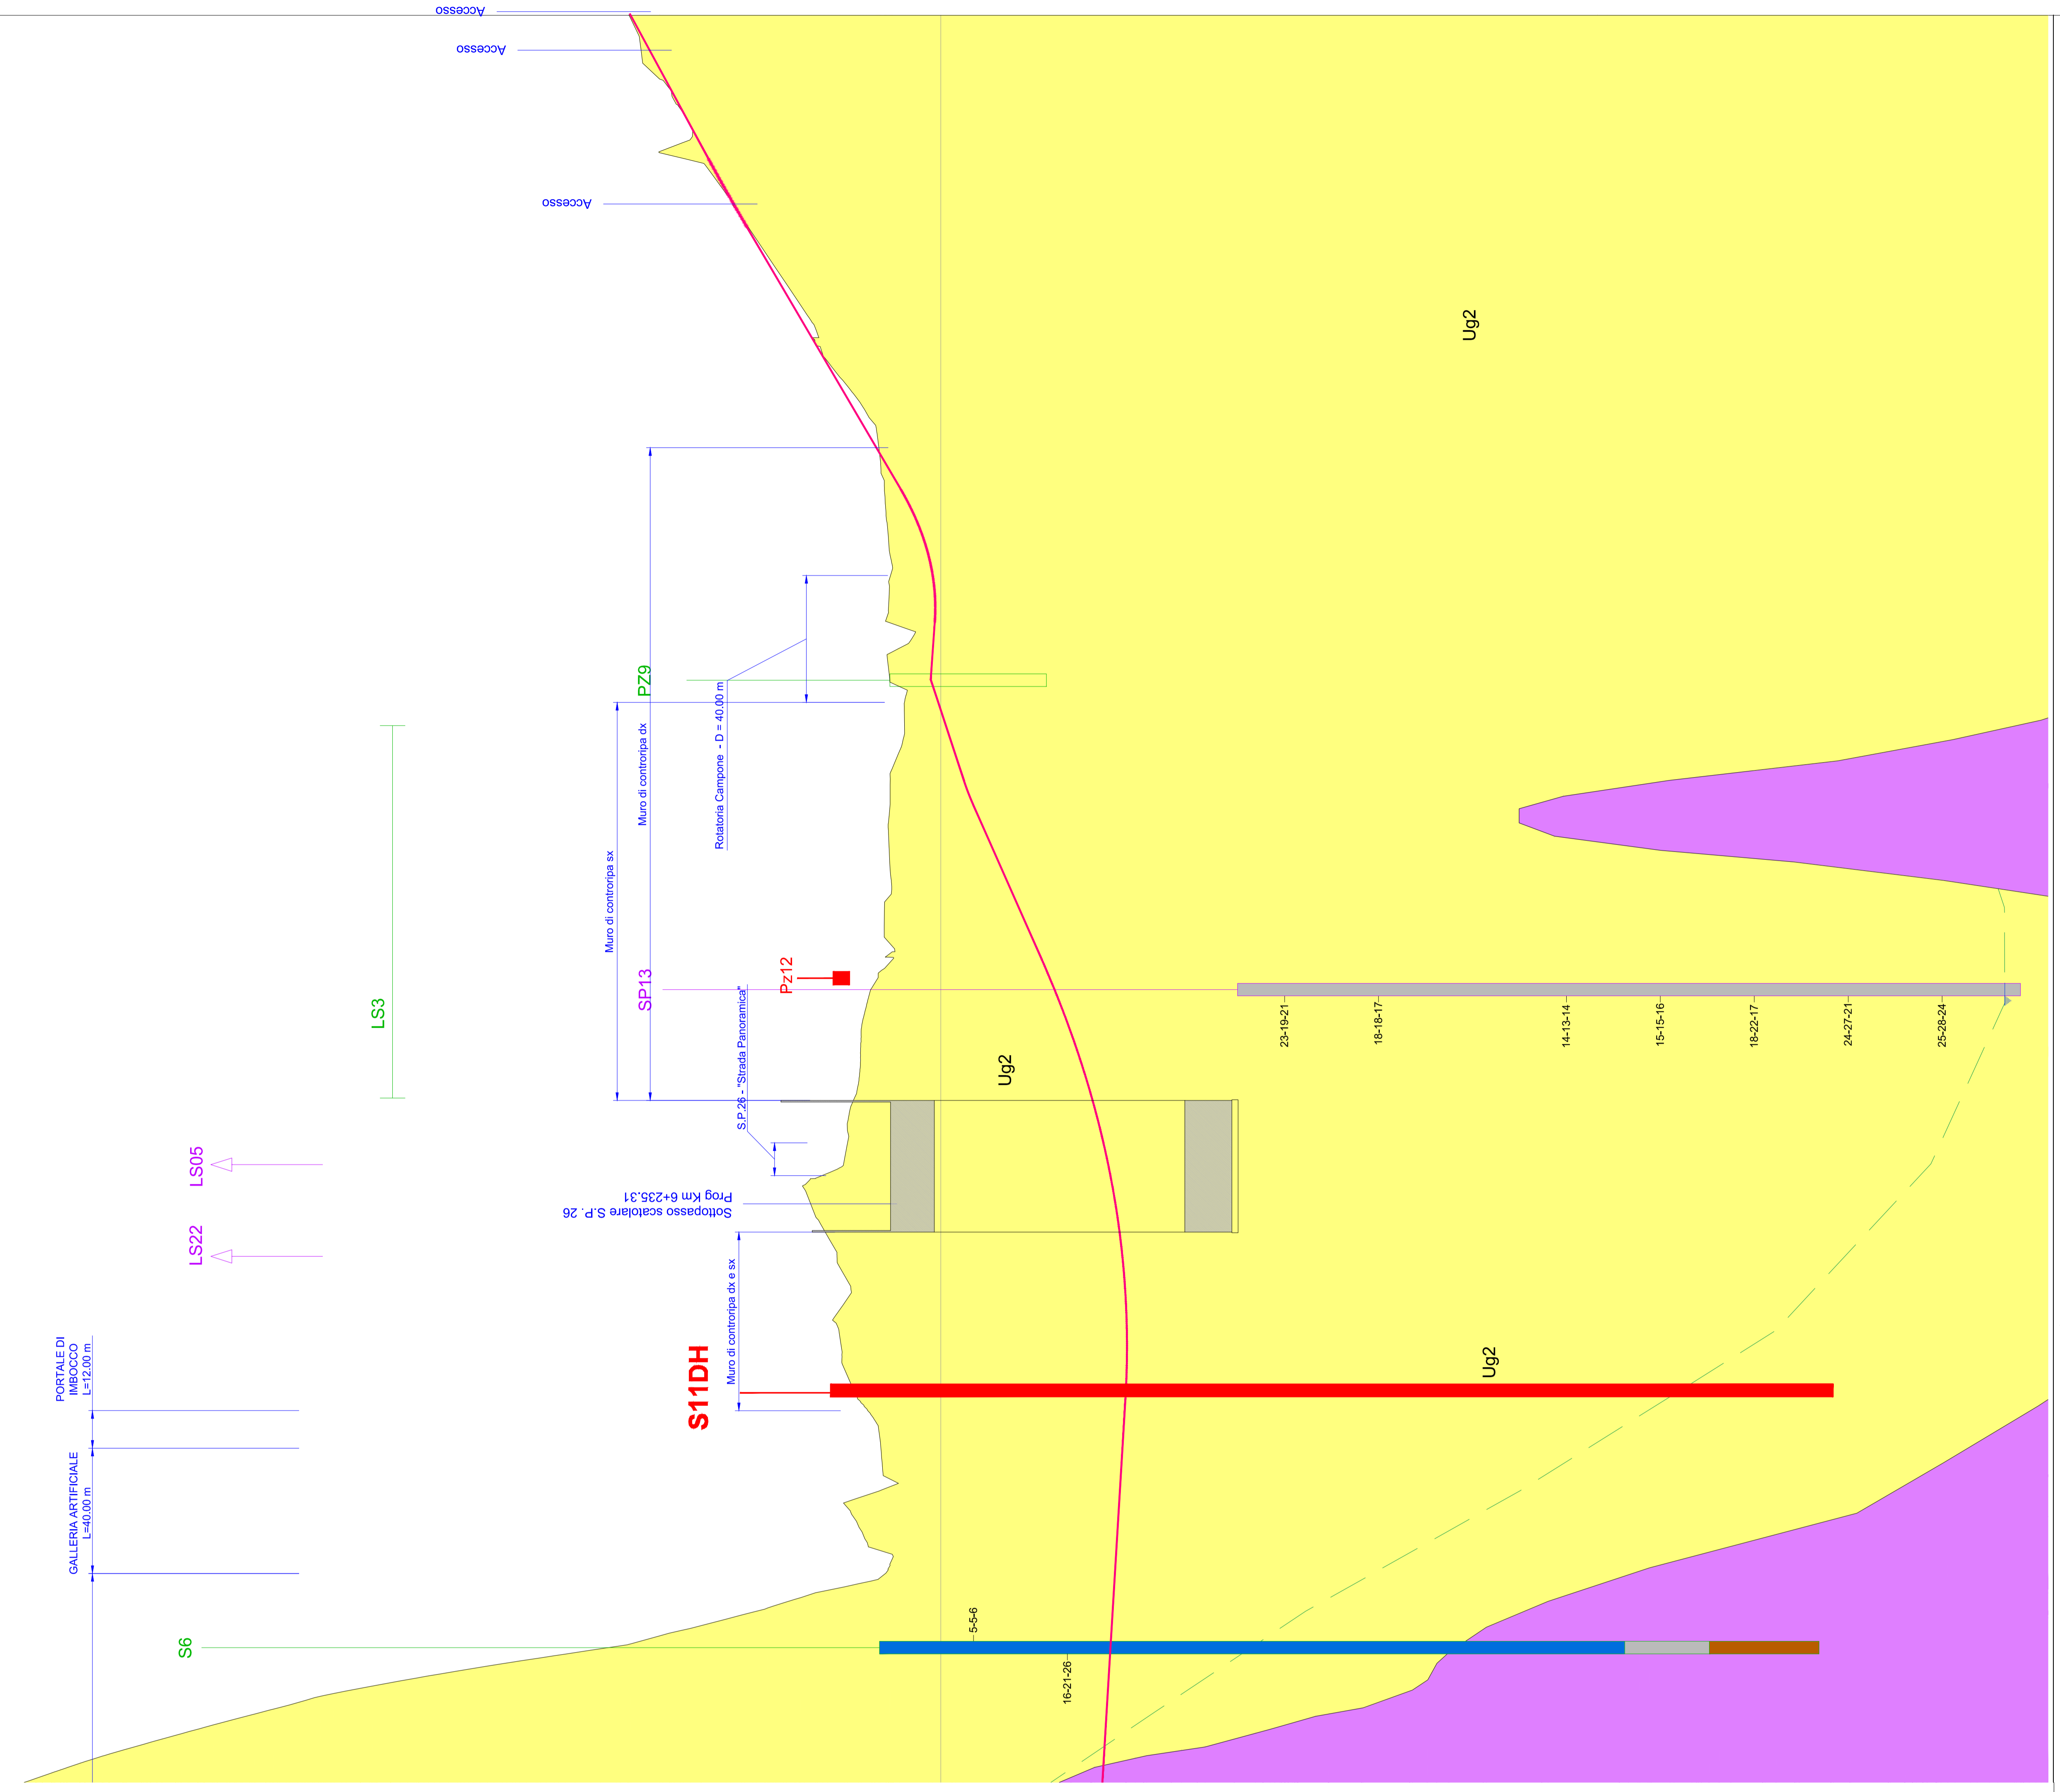 Accesso
Accesso
Accesso
Ug2
PZ9
Muro di controripa dx
Rotatoria Campone - D = 40.00 m
Muro di controripa sx
LS3
SP13
Pz12
S.P.26 - "Strada Panoramica"
Ug2
23-19-21
18-18-17
14-13-14
15-15-16
18-22-17
24-27-21
25-28-24
LS05
LS22
Sottopasso scatolare S.P. 26
Prog Km 6+235.31
Muro di controripa dx e sx
S11DH
Ug2
PORTALE DI
IMBOCCO
L=12.00 m
GALLERIA ARTIFICIALE
L=40.00 m
S6
5-5-6
16-21-26